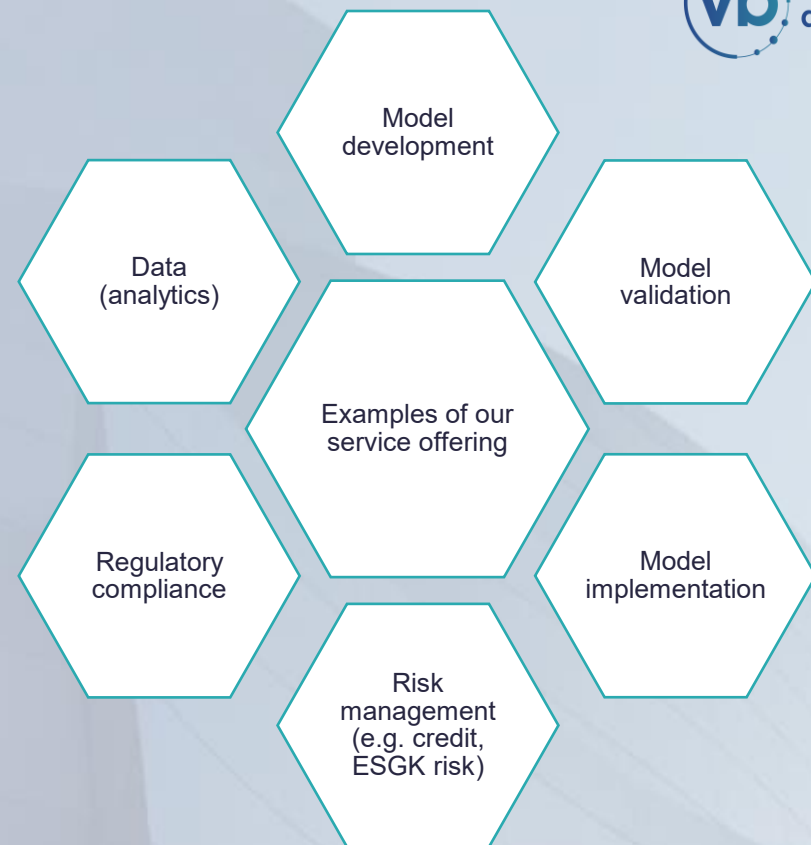 vb
Model
development
Data
(analytics)
Model
validation
Examples of our
service offering
Regulatory
compliance
Model
implementation
Risk
management
(e.g. credit,
ESGK risk)